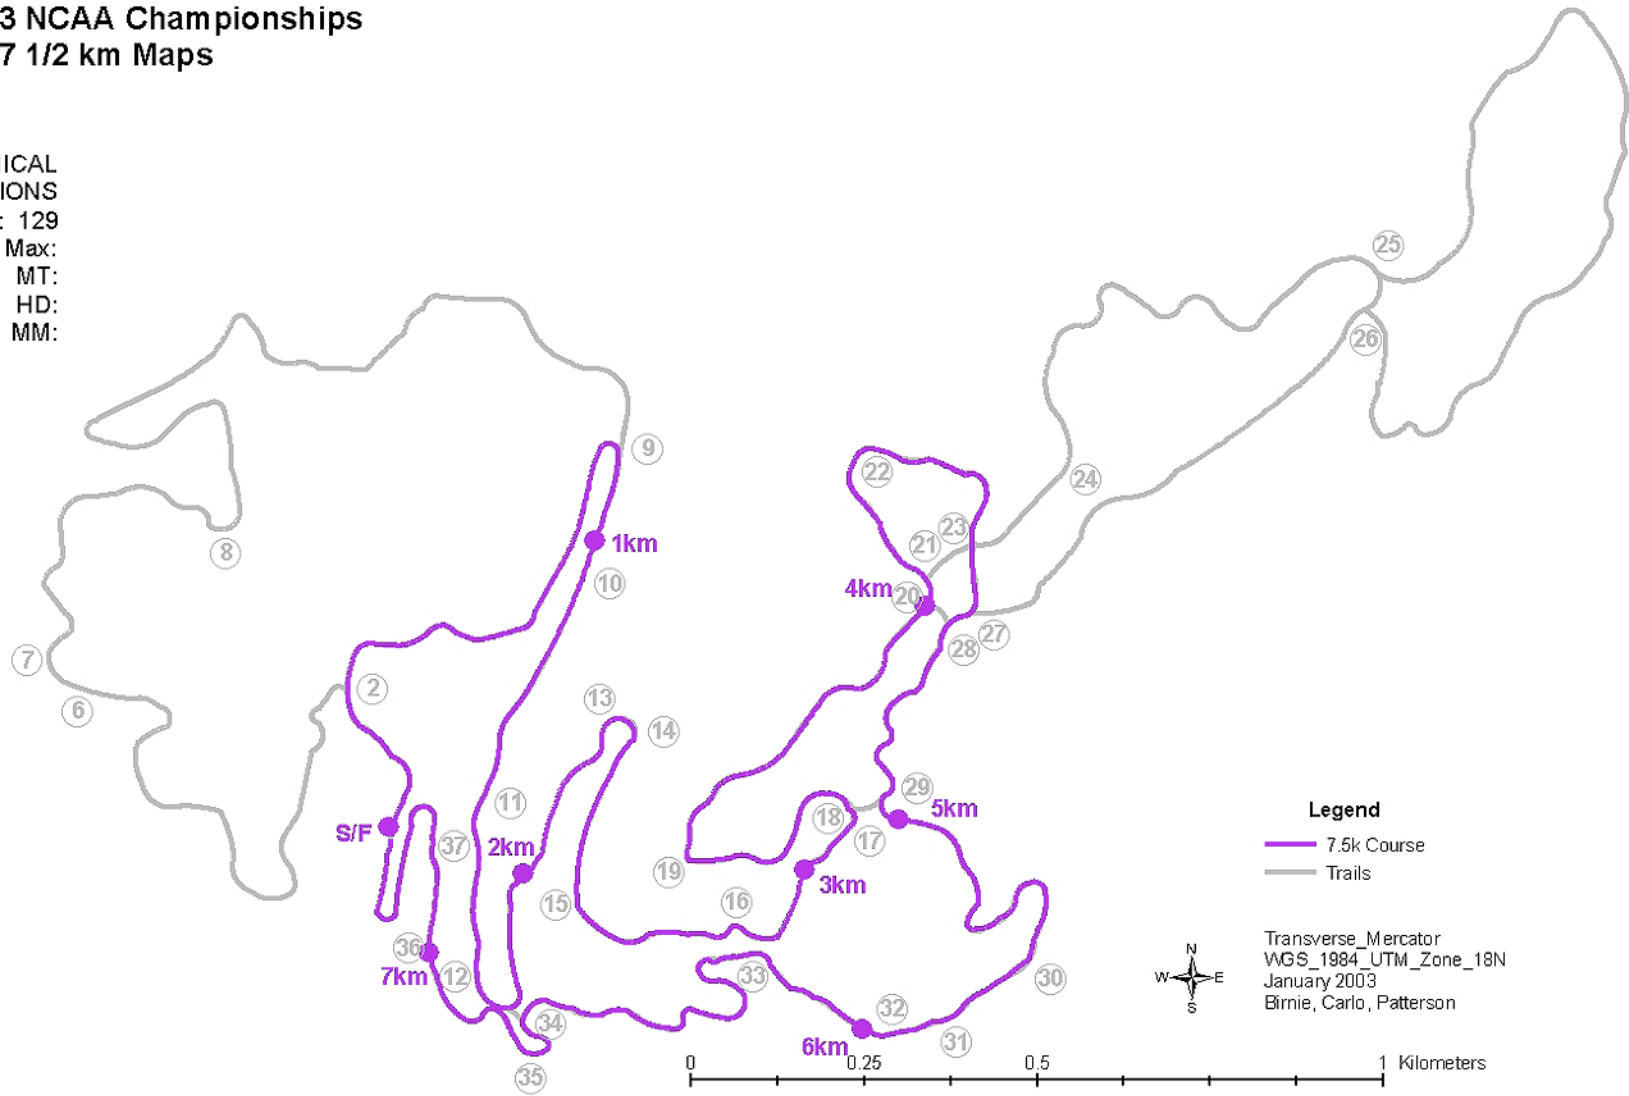 3 NCAA Championships
7 1/2 km Maps
ICAL
IONS
: 129
Max:
MT:
HD:
MM:
25
26
9
22
24
8
1km
23
21
10
4km
20
27
28
7
2
6
13
14
29
11
5km
Legend
S/F
18
17
37
2km
7.5k Course
19
3km
Trails
15
16
36
7km
12
33
30
N
W E
S
Transverse_Mercator
WGS_1984_UTM_Zone_18N
January 2003
Birnie, Carlo, Patterson
34
32
6km
31
35
0 0.25 0.5 1 Kilometers